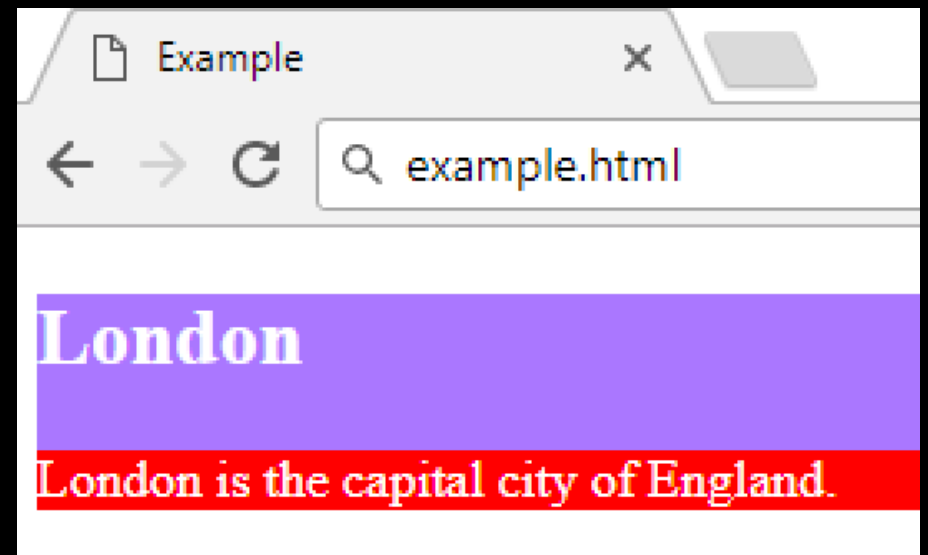 Example
example.html
London
London is the capital city of England.